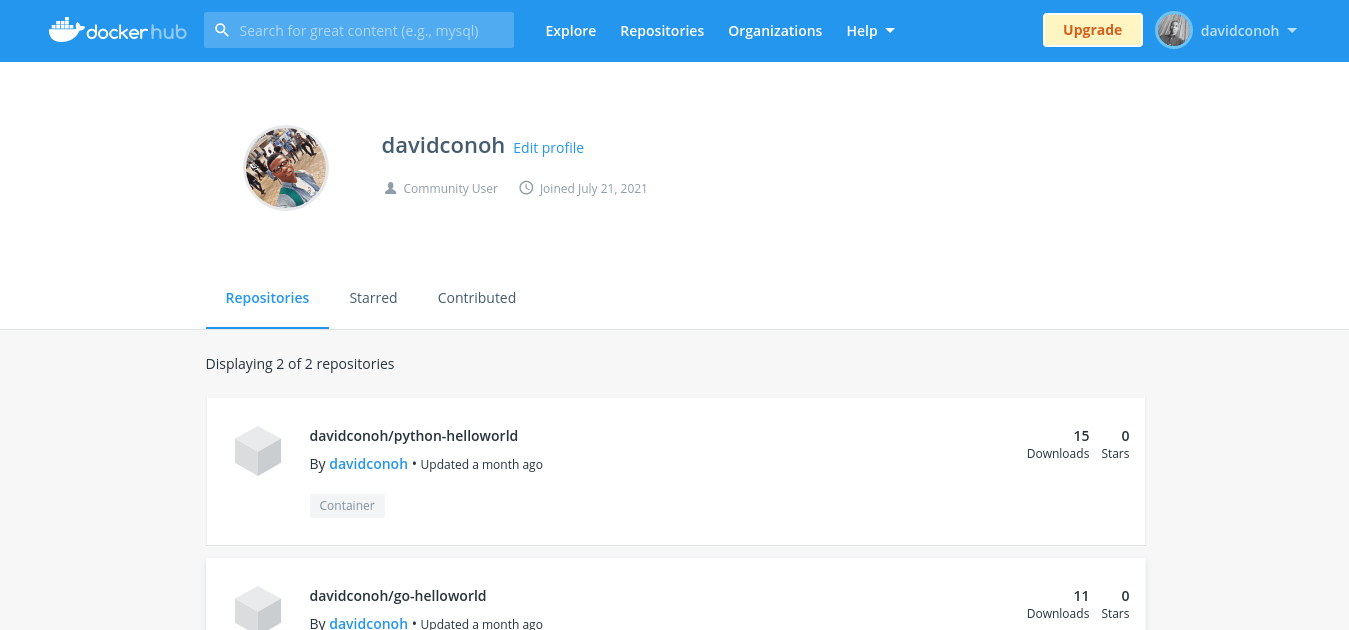 docker hub Search for great content (e.g., mysql) Explore Repositories Organizations Help Upgrade davidconoh
davidconoh Edit profile
Community User Joined July 21, 2021
Repositories Starred Contributed
Displaying 2 of 2 repositories
davidconoh/python-helloworld 15 0
By davidconoh • Updated a month ago Downloads Stars
Container
davidconoh/go-helloworld 11 0
By davidconoh • Updated a month ago Downloads Stars